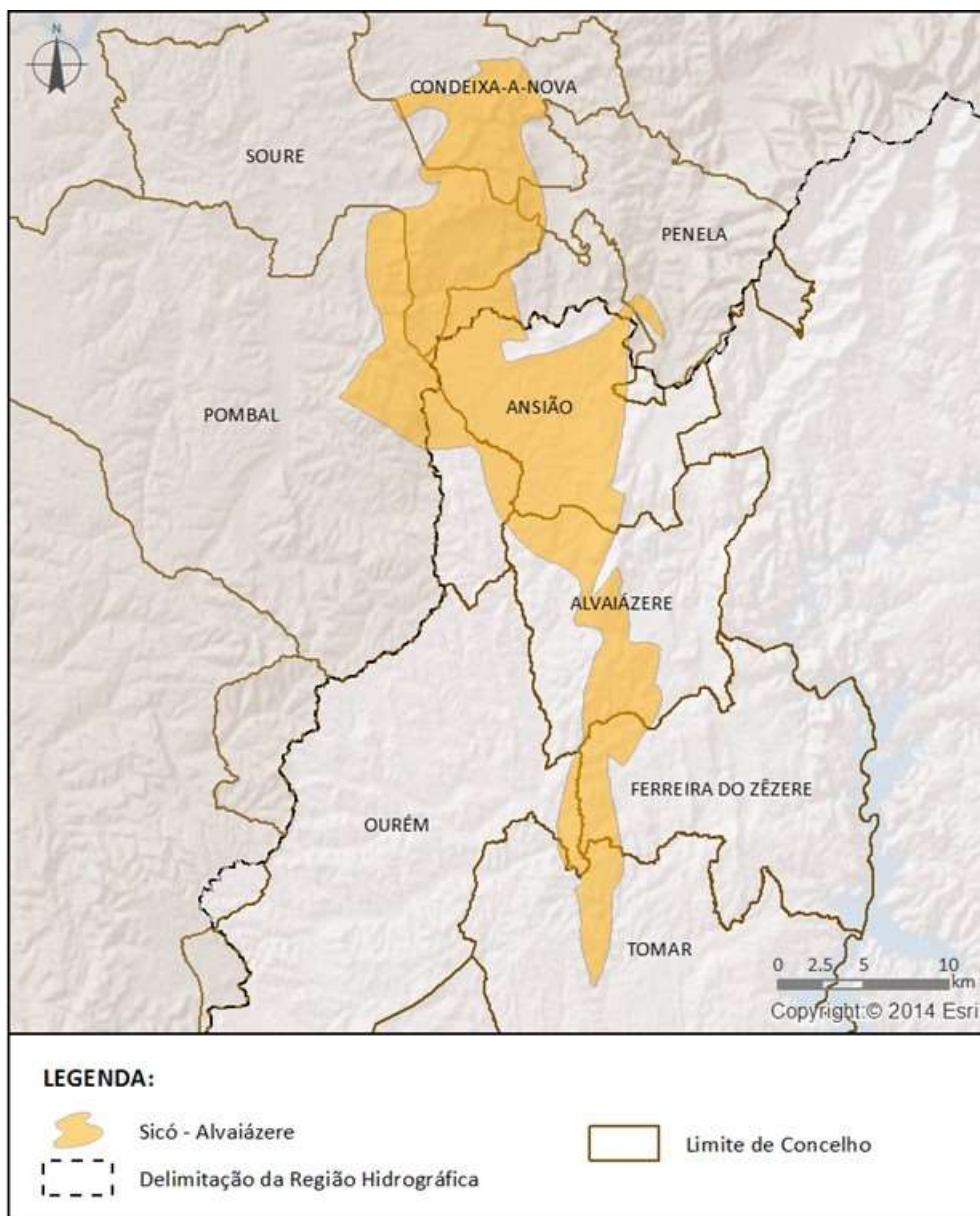 N
CONDEIXA-A-NOVA
SOURE
PENELA
POMBAL
ANSIÃO
ALVAIÁZERE
FERREIRA DO ZÊZERE
OURÉM
TOMAR
0 2.5 5 10
km
Copyright:© 2014 Esri
LEGENDA:
Sicó - Alvaiázere
Limite de Concelho
Delimitação da Região Hidrográfica